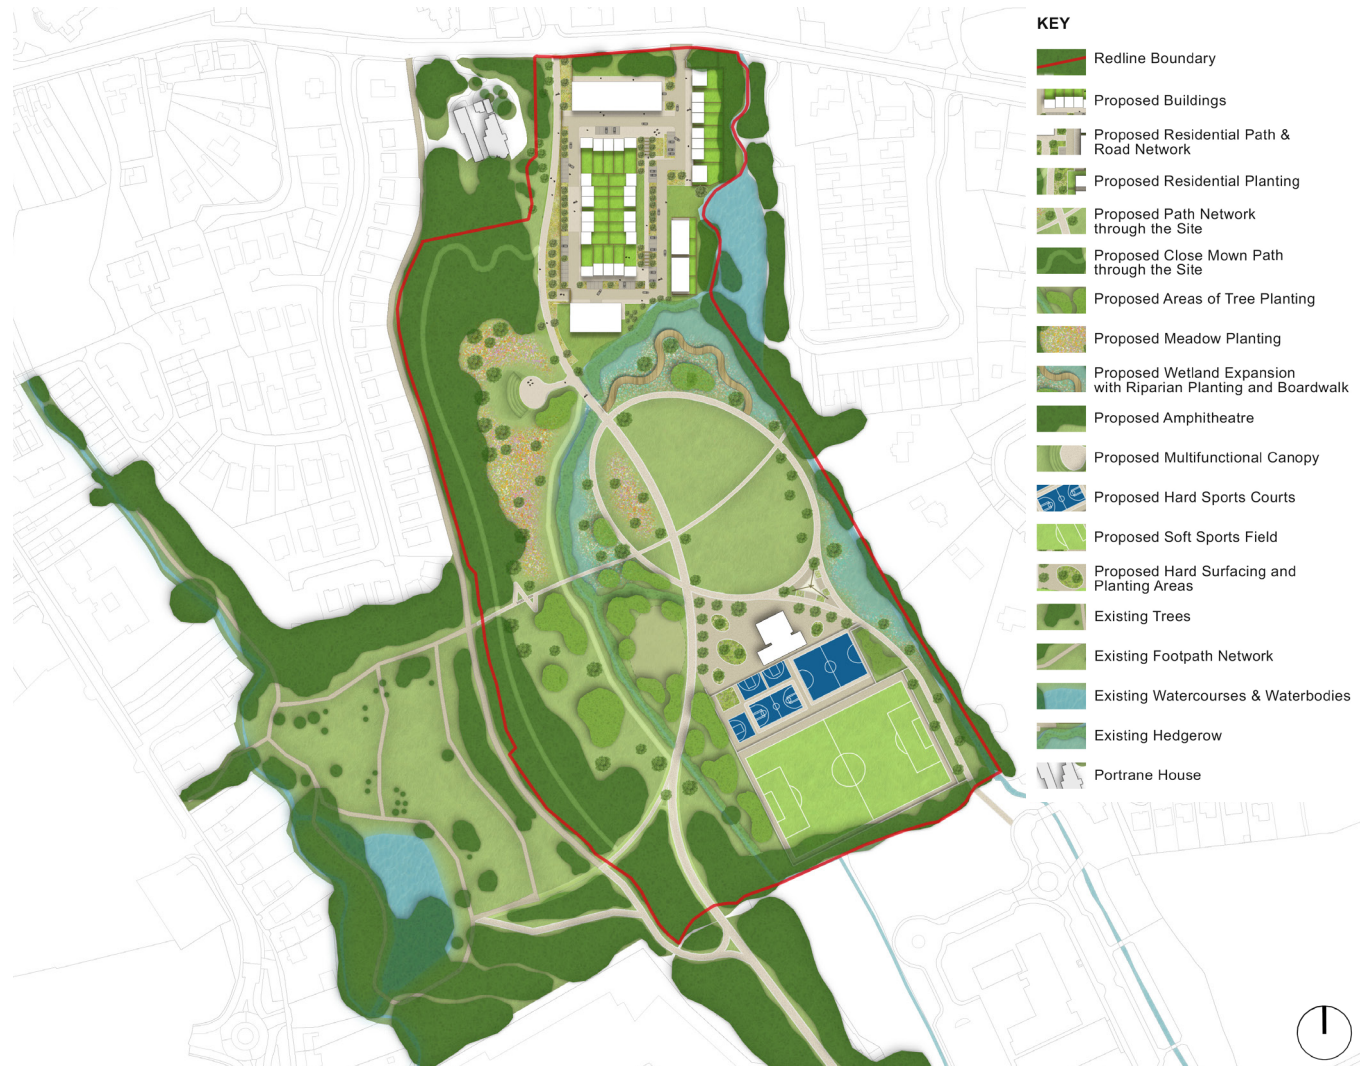 KEY
Redline Boundary
Proposed Buildings
Proposed Residential Path &
Road Network
Proposed Residential Planting
Proposed Path Network
through the Site
Proposed Close Mown Path
through the Site
Proposed Areas of Tree Planting
Proposed Meadow Planting
Proposed Wetland Expansion
with Riparian Planting and Boardwalk
Proposed Amphitheatre
Proposed Multifunctional Canopy
Proposed Hard Sports Courts
Proposed Soft Sports Field
Proposed Hard Surfacing and
Planting Areas
Existing Trees
Existing Footpath Network
Existing Watercourses & Waterbodies
Existing Hedgerow
Portrane House